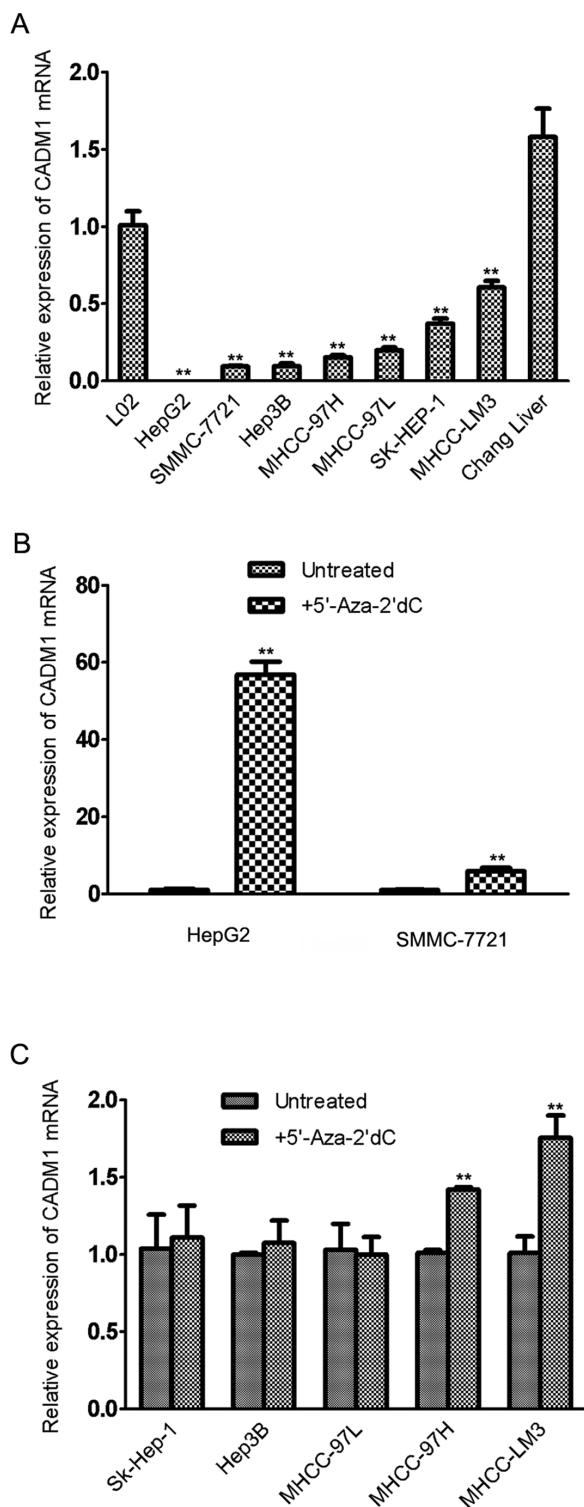 A
Relative expression of CADM1 mRNA
2.0
1.5
1.0
0.5
0.0
**
**
**
**
**
**
**
L02
HepG2
SMMC-7721
Hep3B
MHCC-97H
MHCC-97L
SK-HEP-1
MHCC-LM3
Chang Liver
B
Relative expression of CADM1 mRNA
Untreated
+5'-Aza-2'dC
80
60
40
20
0
**
**
HepG2
SMMC-7721
C
Relative expression of CADM1 mRNA
Untreated
+5'-Aza-2'dC
2.0
1.5
1.0
0.5
0.0
**
**
Sk-Hep-1
Hep3B
MHCC-97L
MHCC-97H
MHCC-LM3